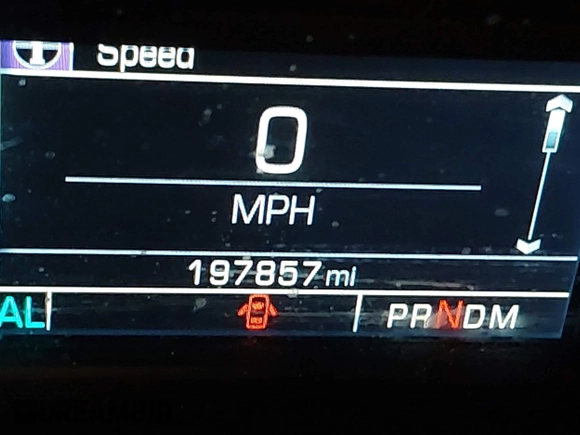 Speed
0
MPH
197857 mi
AL
PRNDM